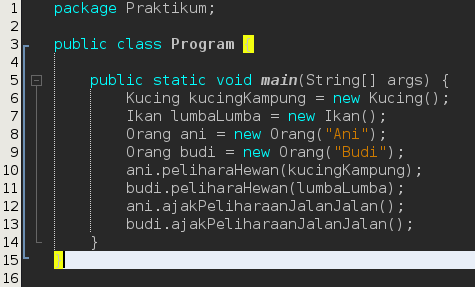 1 package Praktikum;
2
3 public class Program {
4
5 public static void main(String[] args) {
6 Kucing kucingKampung = new Kucing();
7 Ikan lumbaLumba = new Ikan();
8 Orang ani = new Orang("Ani");
9 Orang budi = new Orang("Budi");
10 ani.peliharaHewan(kucingKampung);
11 budi.peliharaHewan(lumbaLumba);
12 ani.ajakPeliharaanJalanJalan();
13 budi.ajakPeliharaanJalanJalan();
14 }
15 }
16